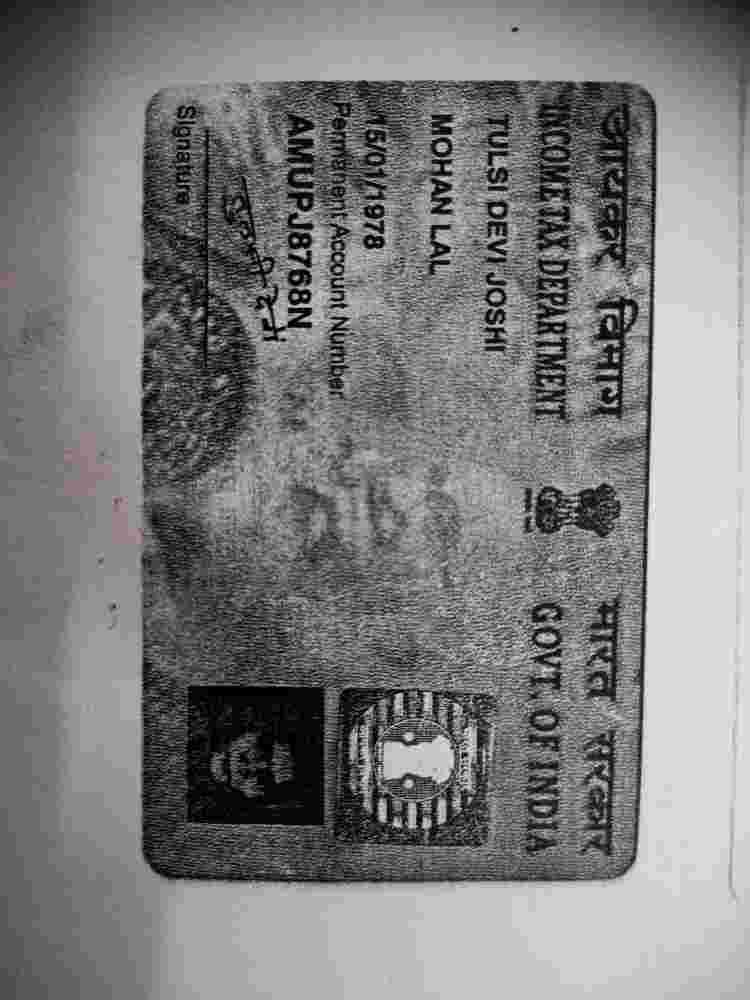 आयकर विभाग
INCOME TAX DEPARTMENT
भारत सरकार
GOVT. OF INDIA
TULSI DEVI JOSHI
MOHAN LAL
15/01/1978
Permanent Account Number
AMUPJ8768N
Signature